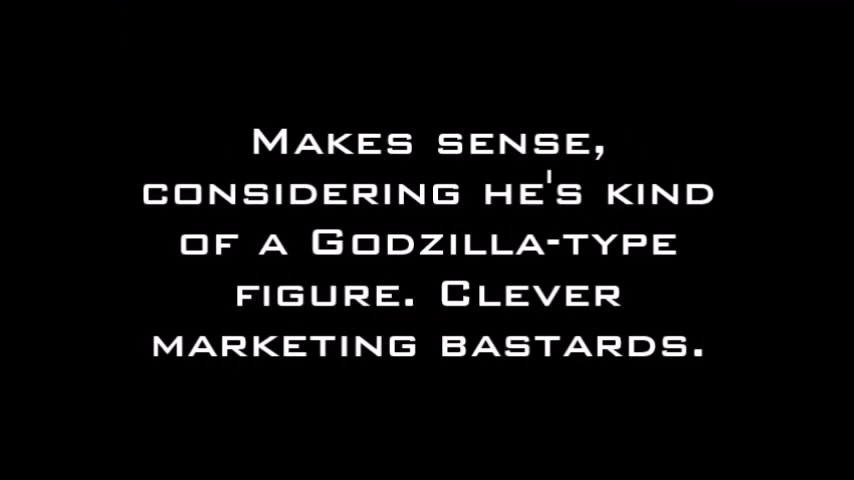 Makes sense,
considering he's kind
of a Godzilla-type
figure. Clever
marketing bastards.